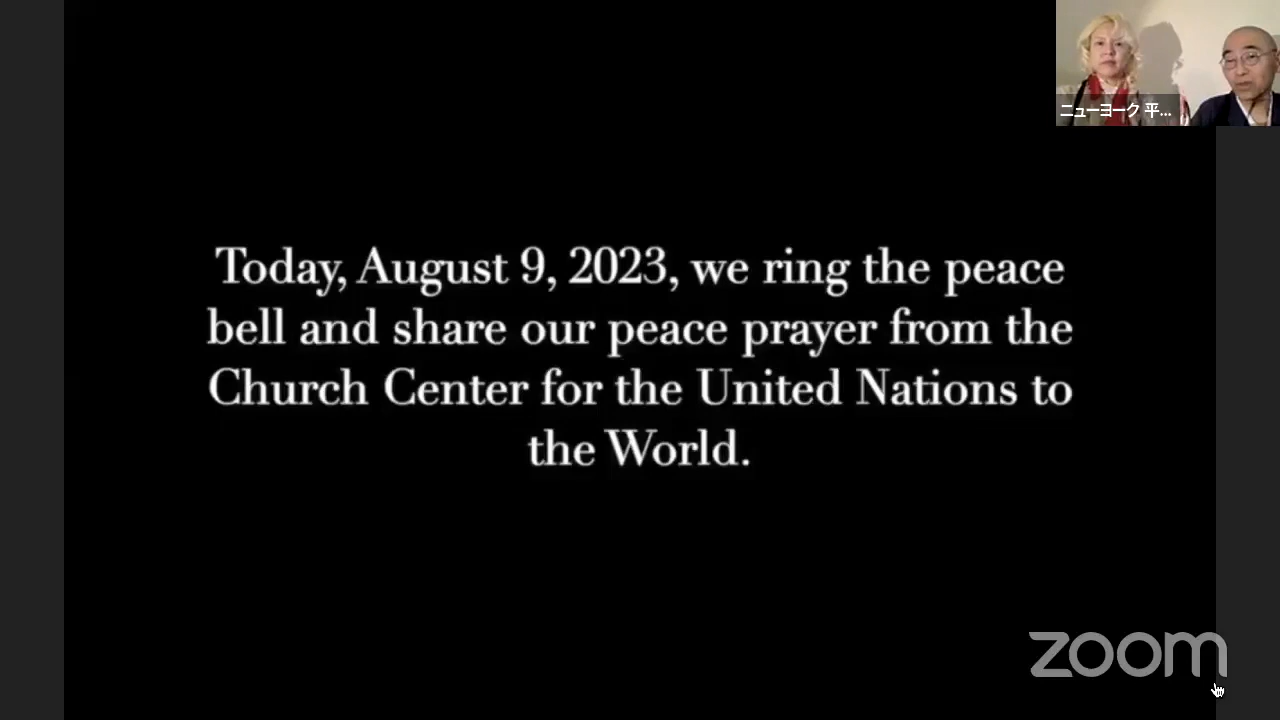 ニューヨーク 平...
Today, August 9, 2023, we ring the peace
bell and share our peace prayer from the
Church Center for the United Nations to
the World.
zoom